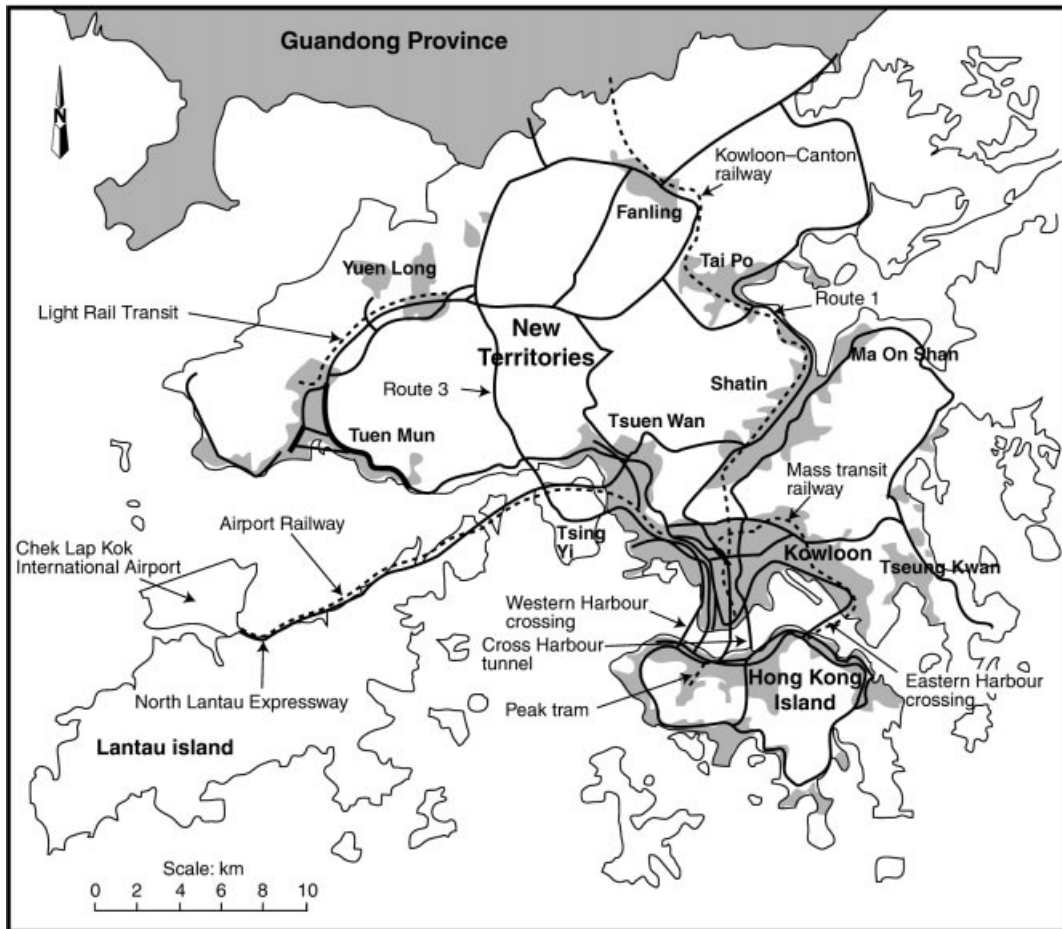 Guandong Province
N
Kowloon–Canton
railway
Fanling
Tai Po
Yuen Long
Route 1
Light Rail Transit
New
Territories
Ma On Shan
Shatin
Route 3
Tsuen Wan
Tuen Mun
Mass transit
railway
Airport Railway
Tsing
Yi
Chek Lap Kok
International Airport
Kowloon
Tseung Kwan
Western Harbour
crossing
Cross Harbour
tunnel
Hong Kong
Island
Eastern Harbour
crossing
North Lantau Expressway
Peak tram
Lantau island
Scale: km
0 2 4 6 8 10